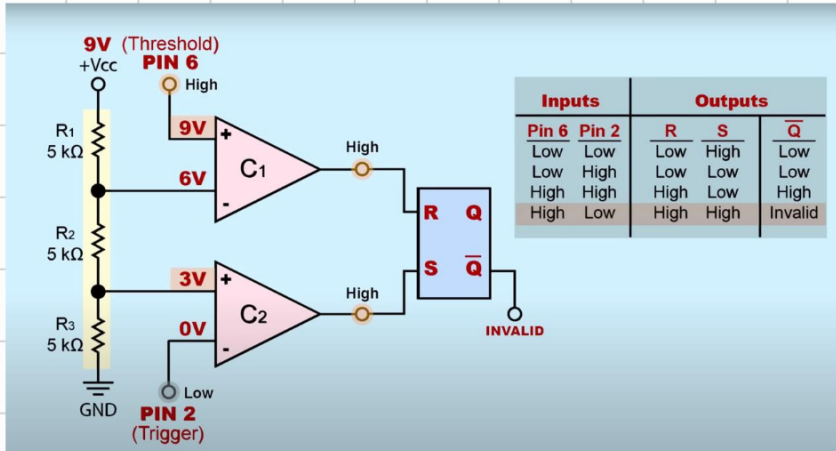 9V (Threshold)
+Vcc PIN 6
High
R1
5 kΩ
9V
+
C1
6V
-
High
R2
5 kΩ
R Q
S Q̅
3V
+
C2
0V
-
High
INVALID
R3
5 kΩ
GND
Low
PIN 2
(Trigger)
Inputs Outputs
Pin 6 Pin 2 R S Q̅
Low Low Low High Low
Low High Low Low Low
High High High Low High
High Low High High Invalid